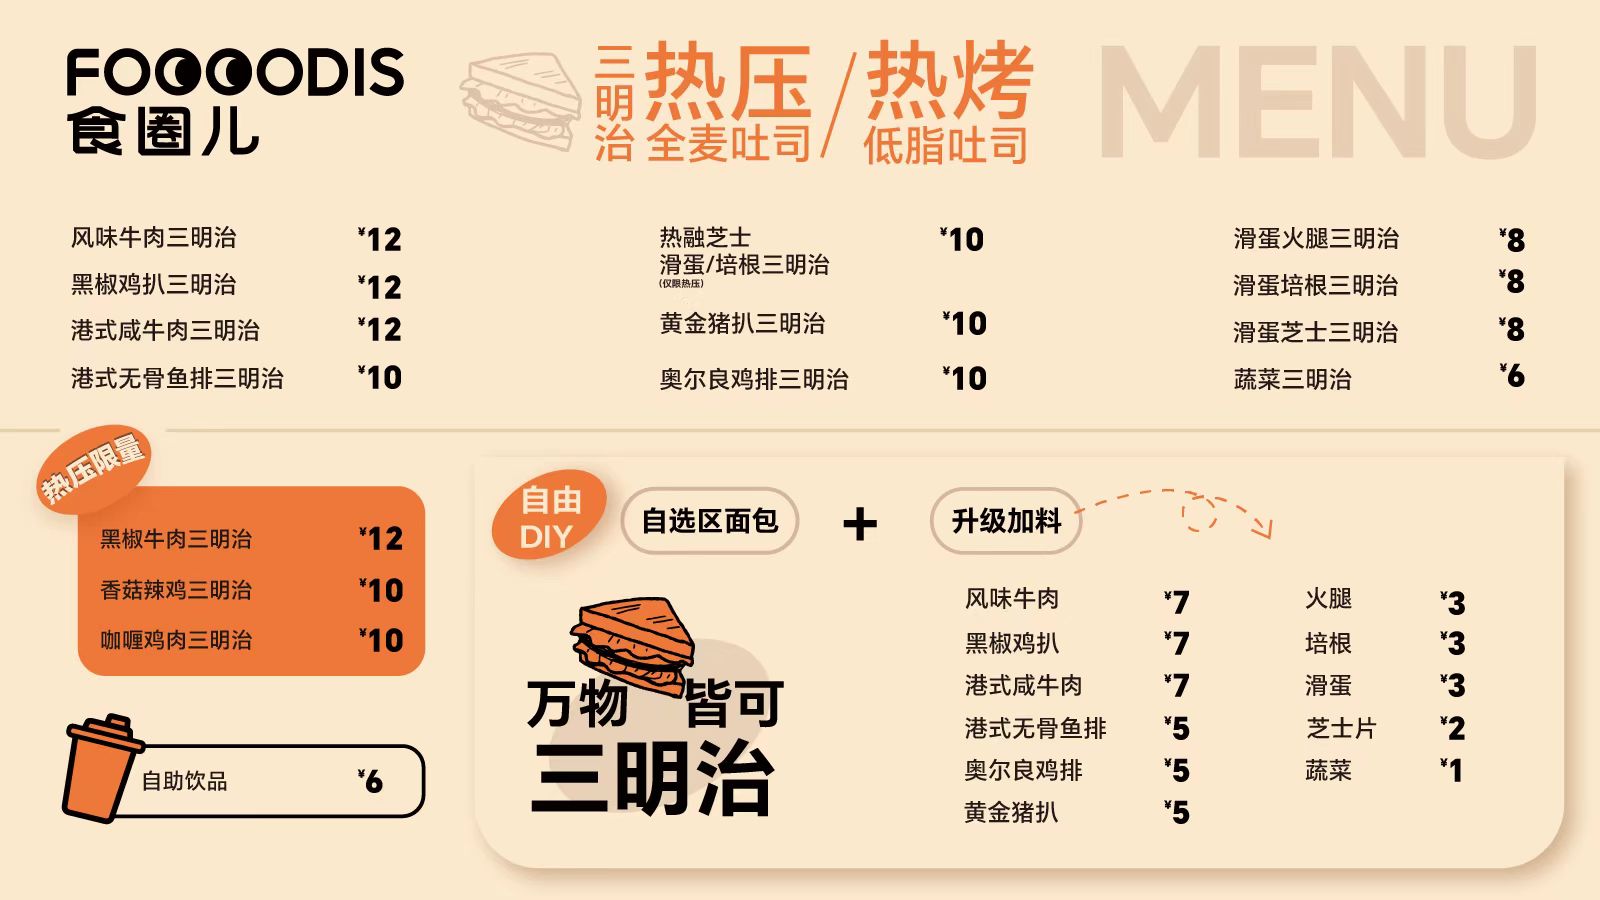 FOOOODIS
食圈儿
三明治
热压/热烤
全麦吐司 低脂吐司
MENU
风味牛肉三明治 ¥12
黑椒鸡扒三明治 ¥12
港式咸牛肉三明治 ¥12
港式无骨鱼排三明治 ¥10
热融芝士 ¥10
滑蛋/培根三明治
(仅限热压)
黄金猪扒三明治 ¥10
奥尔良鸡排三明治 ¥10
滑蛋火腿三明治 ¥8
滑蛋培根三明治 ¥8
滑蛋芝士三明治 ¥8
蔬菜三明治 ¥6
热压限量
黑椒牛肉三明治 ¥12
香菇辣鸡三明治 ¥10
咖喱鸡肉三明治 ¥10
自助饮品 ¥6
自由
DIY
自选区面包 + 升级加料
万物 皆可
三明治
风味牛肉 ¥7
黑椒鸡扒 ¥7
港式咸牛肉 ¥7
港式无骨鱼排 ¥5
奥尔良鸡排 ¥5
黄金猪扒 ¥5
火腿 ¥3
培根 ¥3
滑蛋 ¥3
芝士片 ¥2
蔬菜 ¥1